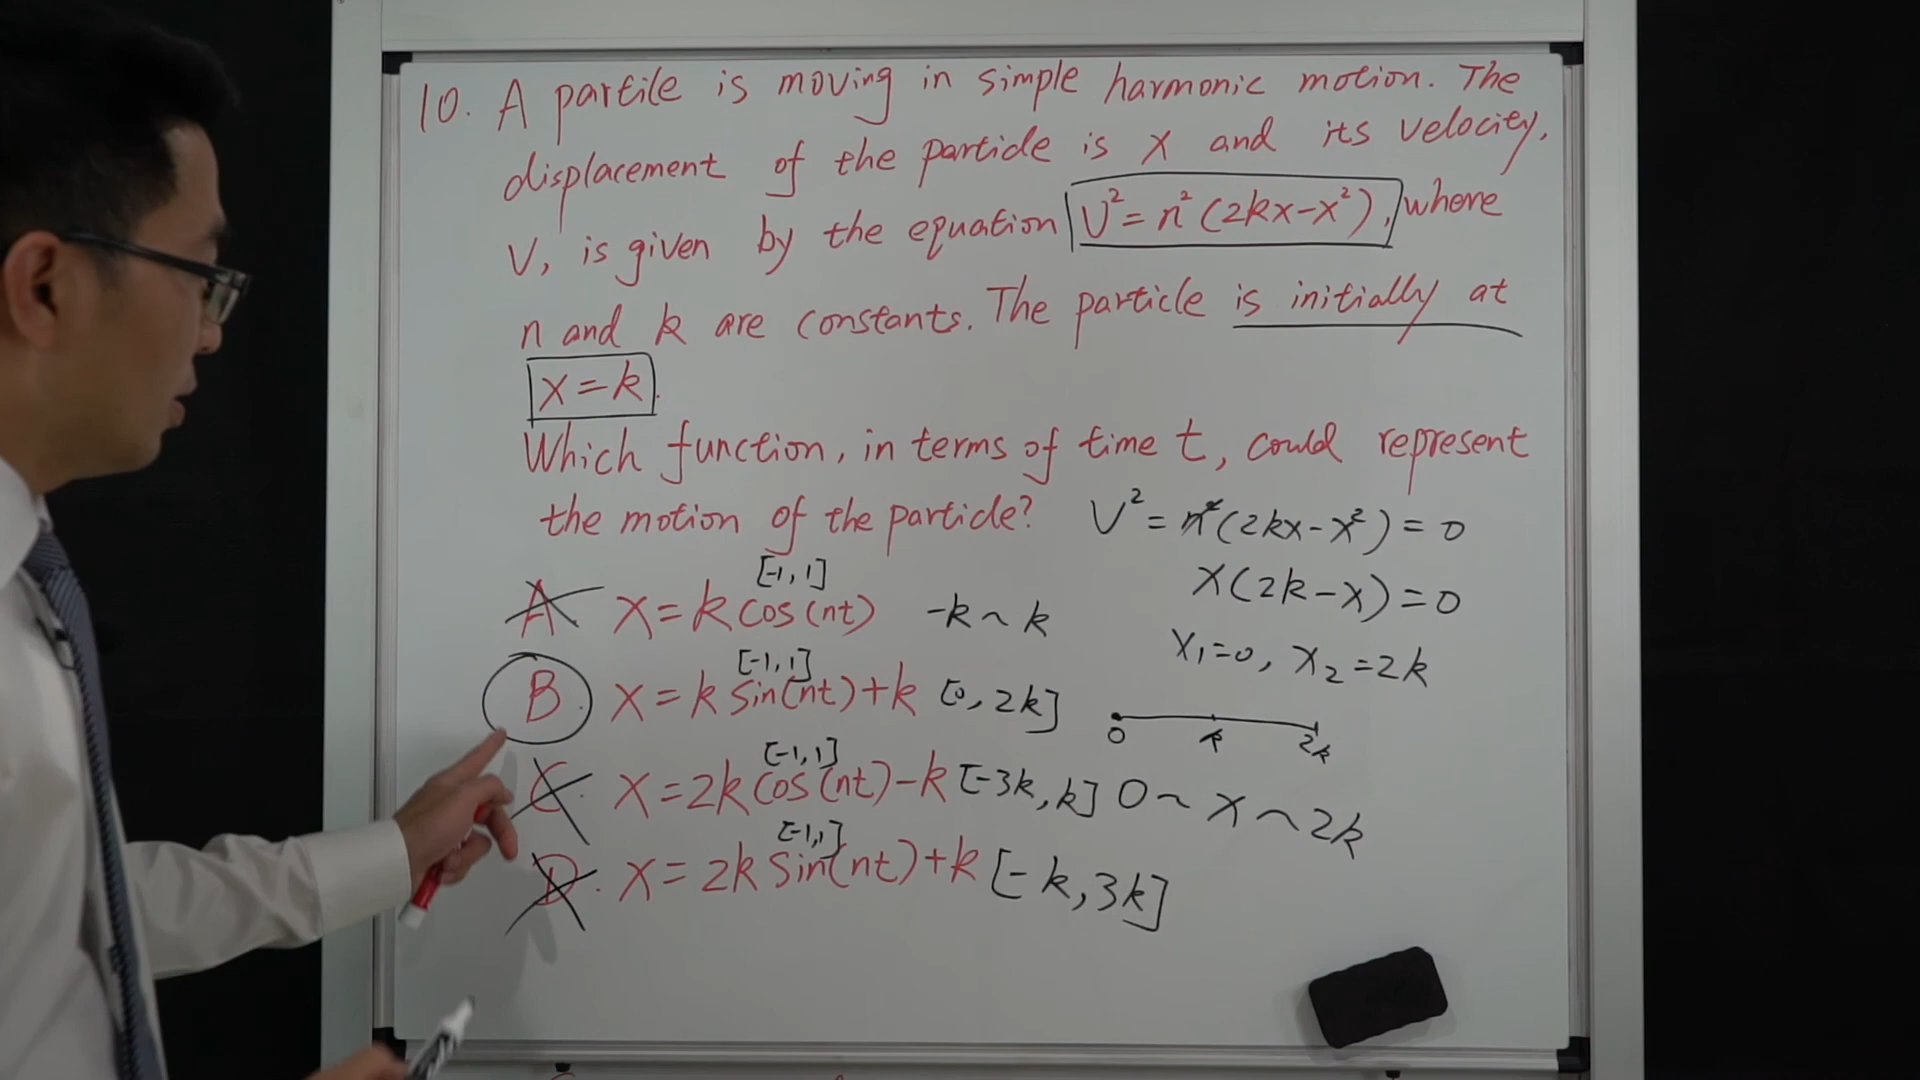 10. A partile is moving in simple harmonic motion. The
displacement of the particle is x and its velocity,
V, is given by the equation V²=n²(2kx-x²), where
n and k are constants. The particle is initially at
x=k.
Which function, in terms of time t, could represent
the motion of the particle?
V²=n²(2kx-x²)=0
x(2k-x)=0
x₁=0, x₂=2k
[-1,1]
A x=k cos(nt) -k~k
[-1,1]
B. x=k sin(nt)+k [0,2k]
0 k 2k
[-1,1]
C. x=2k cos(nt)-k [-3k,k] 0~x~2k
[-1,1]
D. x=2k sin(nt)+k [-k,3k]